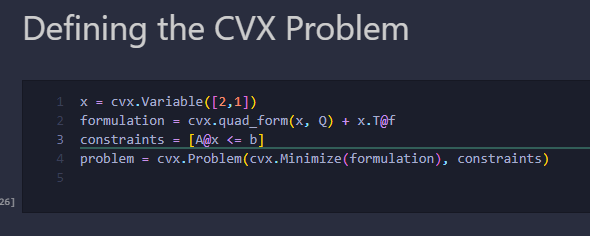 Defining the CVX Problem
1 x = cvx.Variable([2,1])
2 formulation = cvx.quad_form(x, Q) + x.T@f
3 constraints = [A@x <= b]
4 problem = cvx.Problem(cvx.Minimize(formulation), constraints)
5
26]